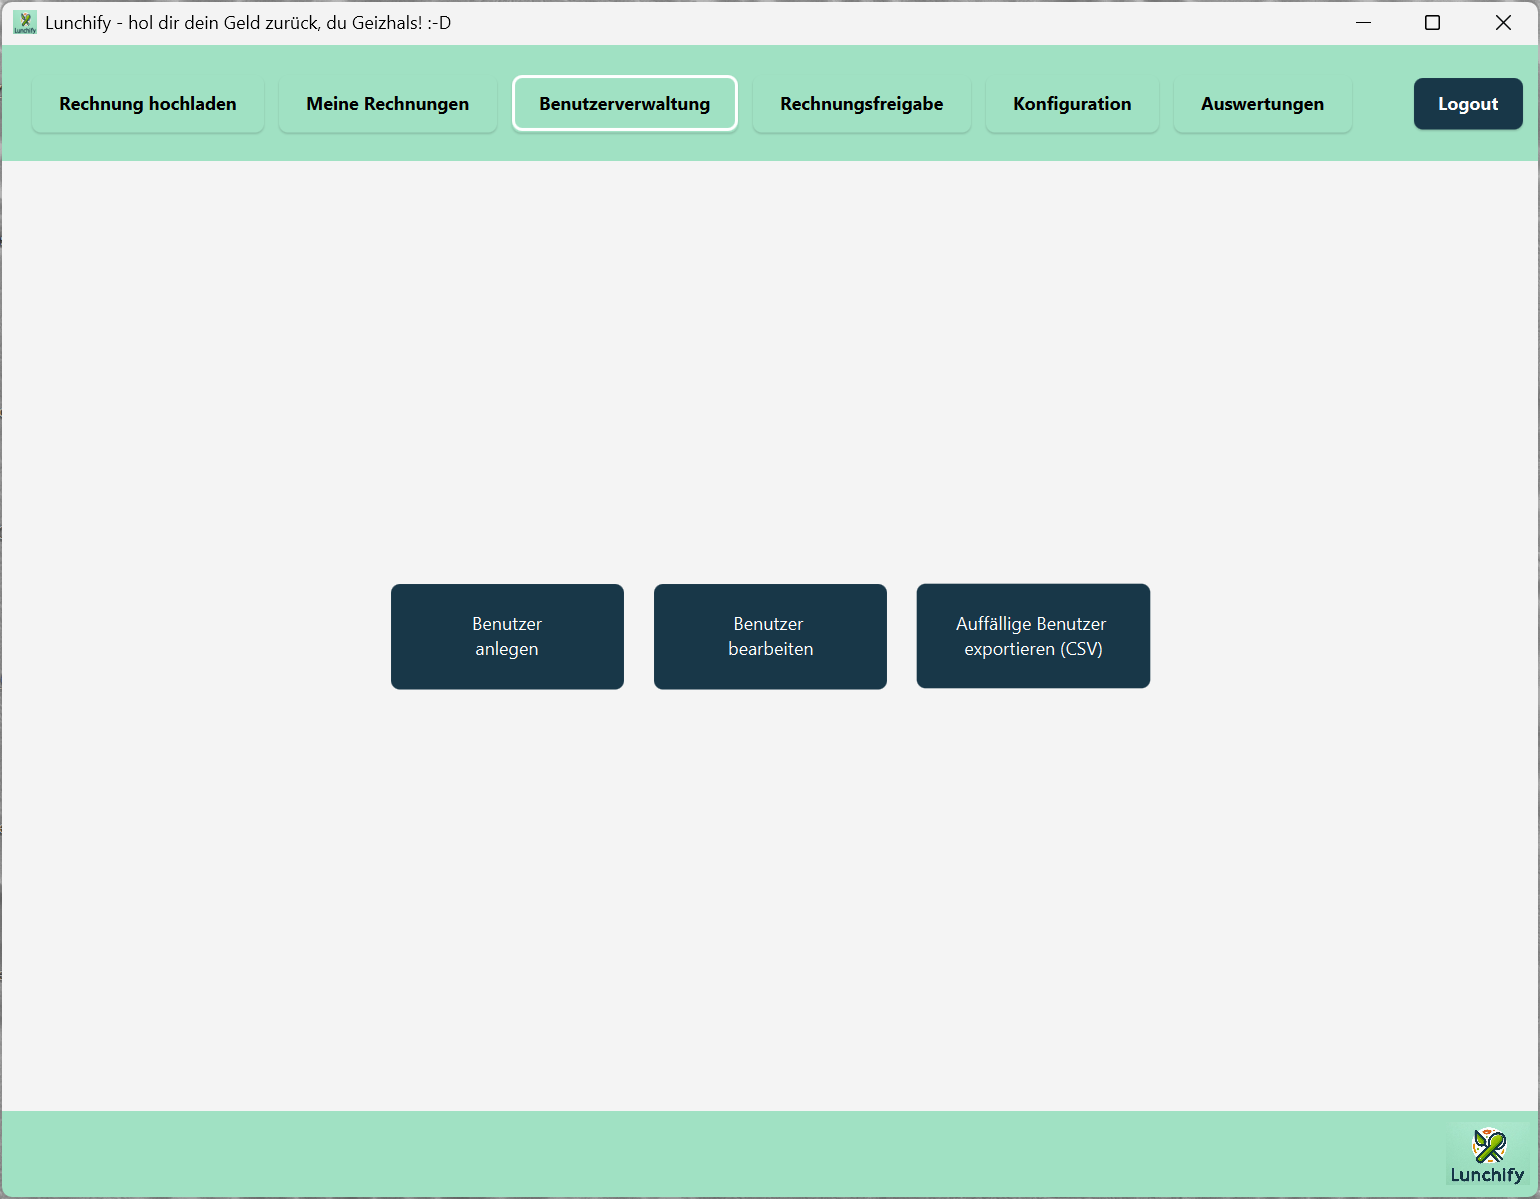 Lunchify - hol dir dein Geld zurück, du Geizhals! :-D
Rechnung hochladen
Meine Rechnungen
Benutzerverwaltung
Rechnungsfreigabe
Konfiguration
Auswertungen
Logout
Benutzer
anlegen
Benutzer
bearbeiten
Auffällige Benutzer
exportieren (CSV)
Lunchify